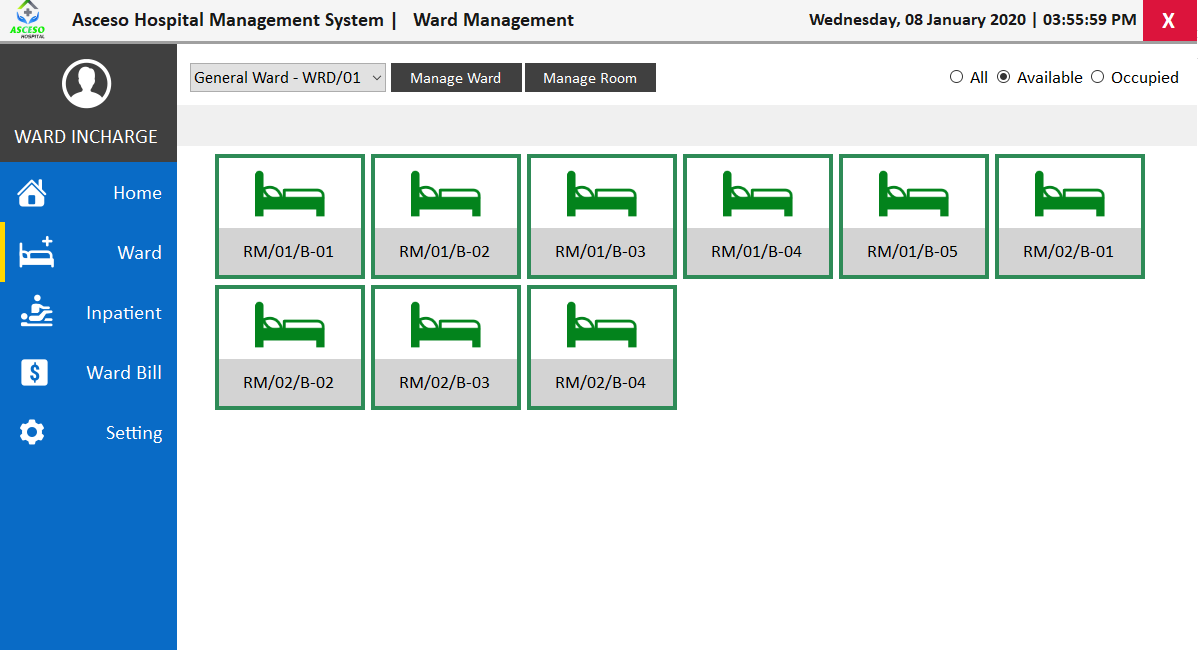 Asceso Hospital Management System | Ward Management
Wednesday, 08 January 2020 | 03:55:59 PM
X
ASCESO
HOSPITAL
WARD INCHARGE
Home
Ward
Inpatient
$
Ward Bill
Setting
General Ward - WRD/01
Manage Ward
Manage Room
All
Available
Occupied
RM/01/B-01
RM/01/B-02
RM/01/B-03
RM/01/B-04
RM/01/B-05
RM/02/B-01
RM/02/B-02
RM/02/B-03
RM/02/B-04